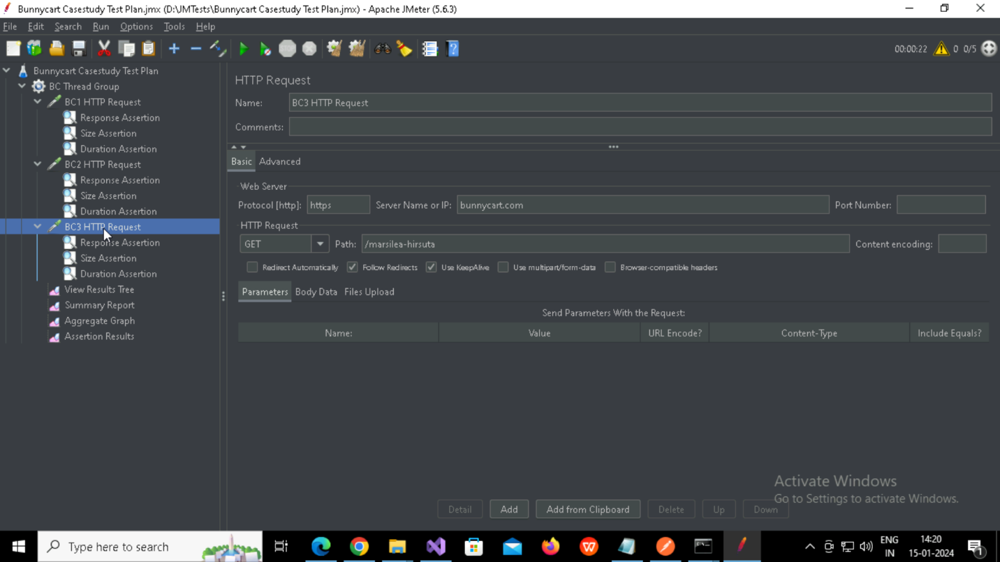 Bunnycart Casestudy Test Plan.jmx (D:\JMTests\Bunnycart Casestudy Test Plan.jmx) - Apache JMeter (5.6.3)
File Edit Search Run Options Tools Help
STOP 00:00:22 0 0/5
Bunnycart Casestudy Test Plan
BC Thread Group
BC1 HTTP Request
Response Assertion
Size Assertion
Duration Assertion
BC2 HTTP Request
Response Assertion
Size Assertion
Duration Assertion
BC3 HTTP Request
Response Assertion
Size Assertion
Duration Assertion
View Results Tree
Summary Report
Aggregate Graph
Assertion Results
HTTP Request
Name: BC3 HTTP Request
Comments:
Basic Advanced
Web Server
Protocol [http]: https Server Name or IP: bunnycart.com Port Number:
HTTP Request
GET Path: /marsilea-hirsuta Content encoding:
Redirect Automatically Follow Redirects Use KeepAlive Use multipart/form-data Browser-compatible headers
Parameters Body Data Files Upload
Send Parameters With the Request:
Name: Value URL Encode? Content-Type Include Equals?
Activate Windows
Go to Settings to activate Windows.
Detail Add Add from Clipboard Delete Up Down
Type here to search
ENG
IN
14:20
15-01-2024
1